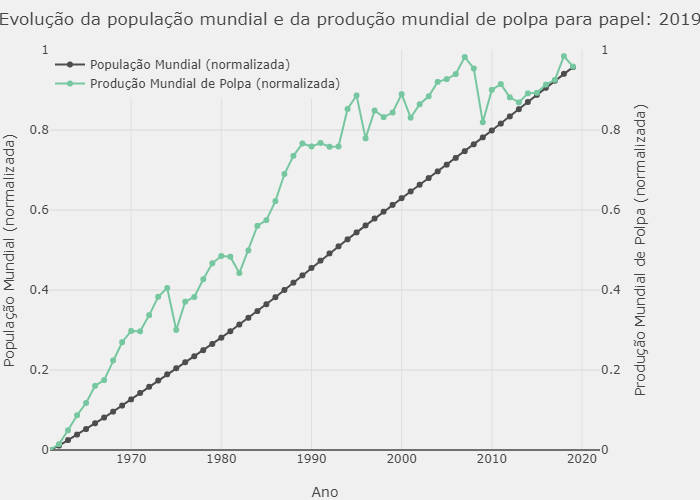 Evolução da população mundial e da produção mundial de polpa para papel: 2019
População Mundial (normalizada)
Produção Mundial de Polpa (normalizada)
População Mundial (normalizada)
1
0.8
0.6
0.4
0.2
0
1
0.8
0.6
0.4
0.2
0
Produção Mundial de Polpa (normalizada)
1970 1980 1990 2000 2010 2020
Ano